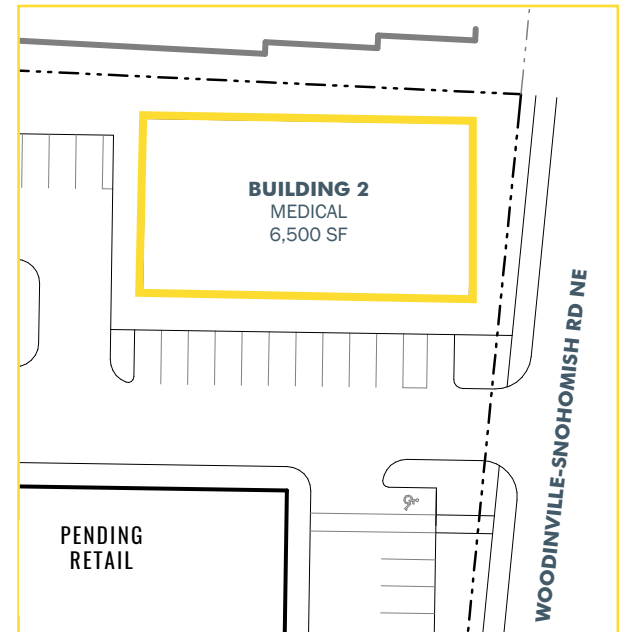 BUILDING 2
MEDICAL
6,500 SF
WOODINVILLE-SNOHOMISH RD NE
PENDING
RETAIL